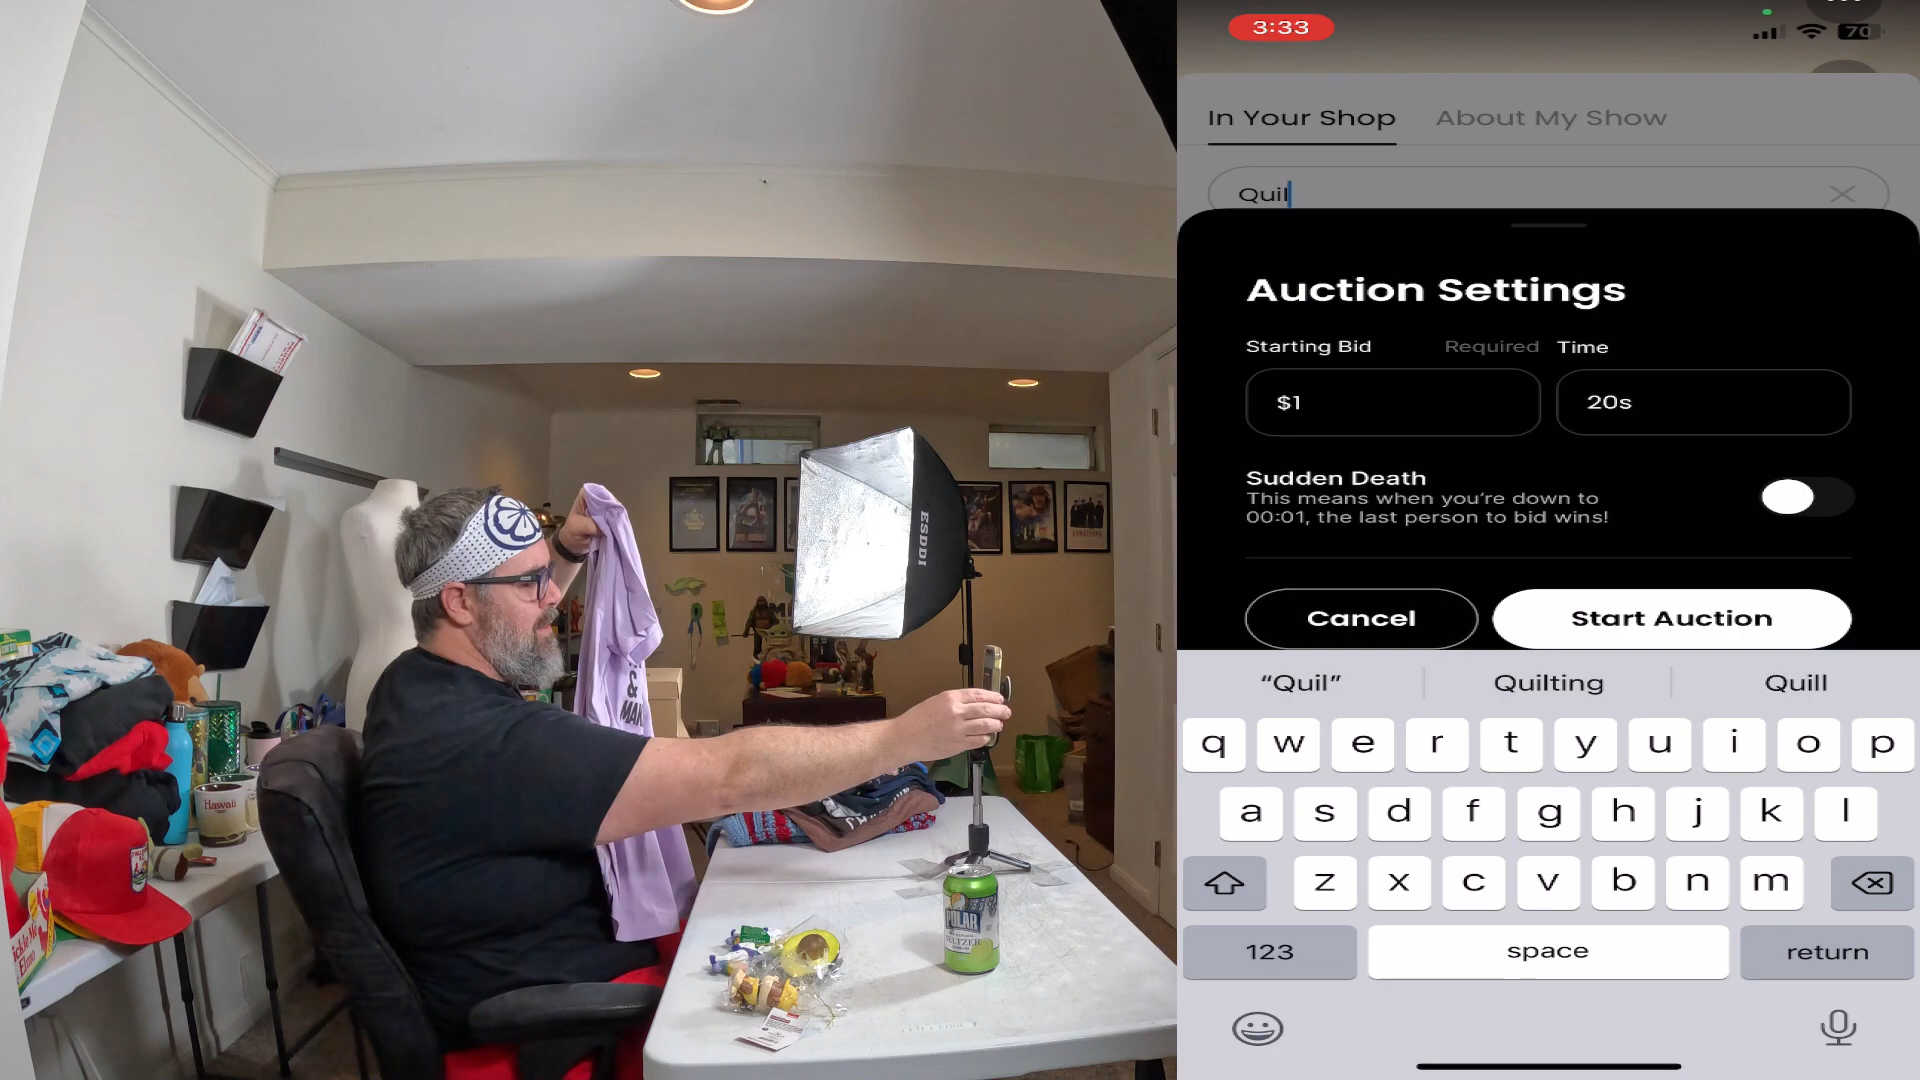 3:33
70
In Your Shop
About My Show
Quil
Auction Settings
Starting Bid
Required
Time
$1
20s
Sudden Death
This means when you're down to
00:01, the last person to bid wins!
Cancel
Start Auction
“Quil”
Quilting
Quill
q w e r t y u i o p
a s d f g h j k l
z x c v b n m
123
space
return
ESDDI
&
MAN
Hawaii
POLAR
SELTZER
Elmo